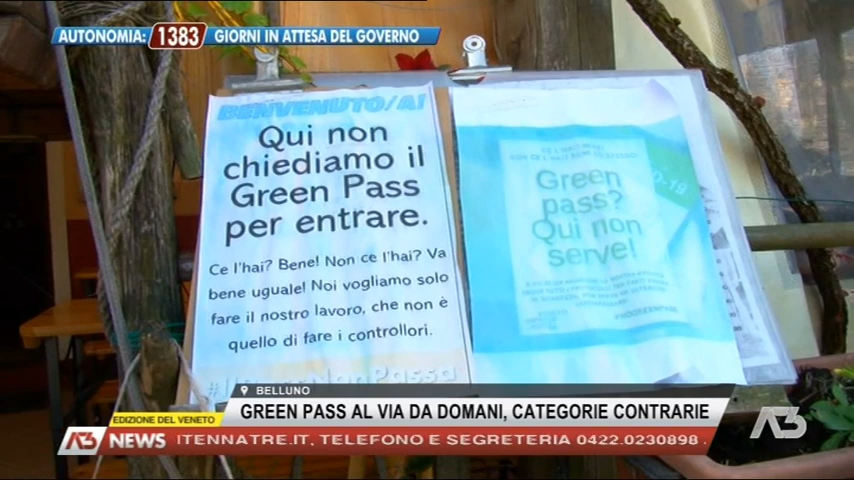 AUTONOMIA: 1383 GIORNI IN ATTESA DEL GOVERNO
BENVENUTO/A!
Qui non
chiediamo il
Green Pass
per entrare.
Ce l'hai? Bene! Non ce l'hai? Va
bene uguale! Noi vogliamo solo
fare il nostro lavoro, che non è
quello di fare i controllori.
Green
pass?
Qui non
serve!
BELLUNO
EDIZIONE DEL VENETO
GREEN PASS AL VIA DA DOMANI, CATEGORIE CONTRARIE
A3 NEWS ITENNATRE.IT, TELEFONO E SEGRETERIA 0422.0230898
A3